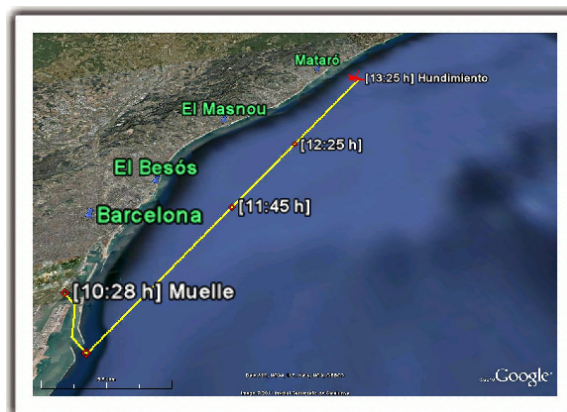 Mataró
[13:25 h] Hundimiento
El Masnou
[12:25 h]
El Besós
[11:45 h]
Barcelona
[10:28 h] Muelle
Google